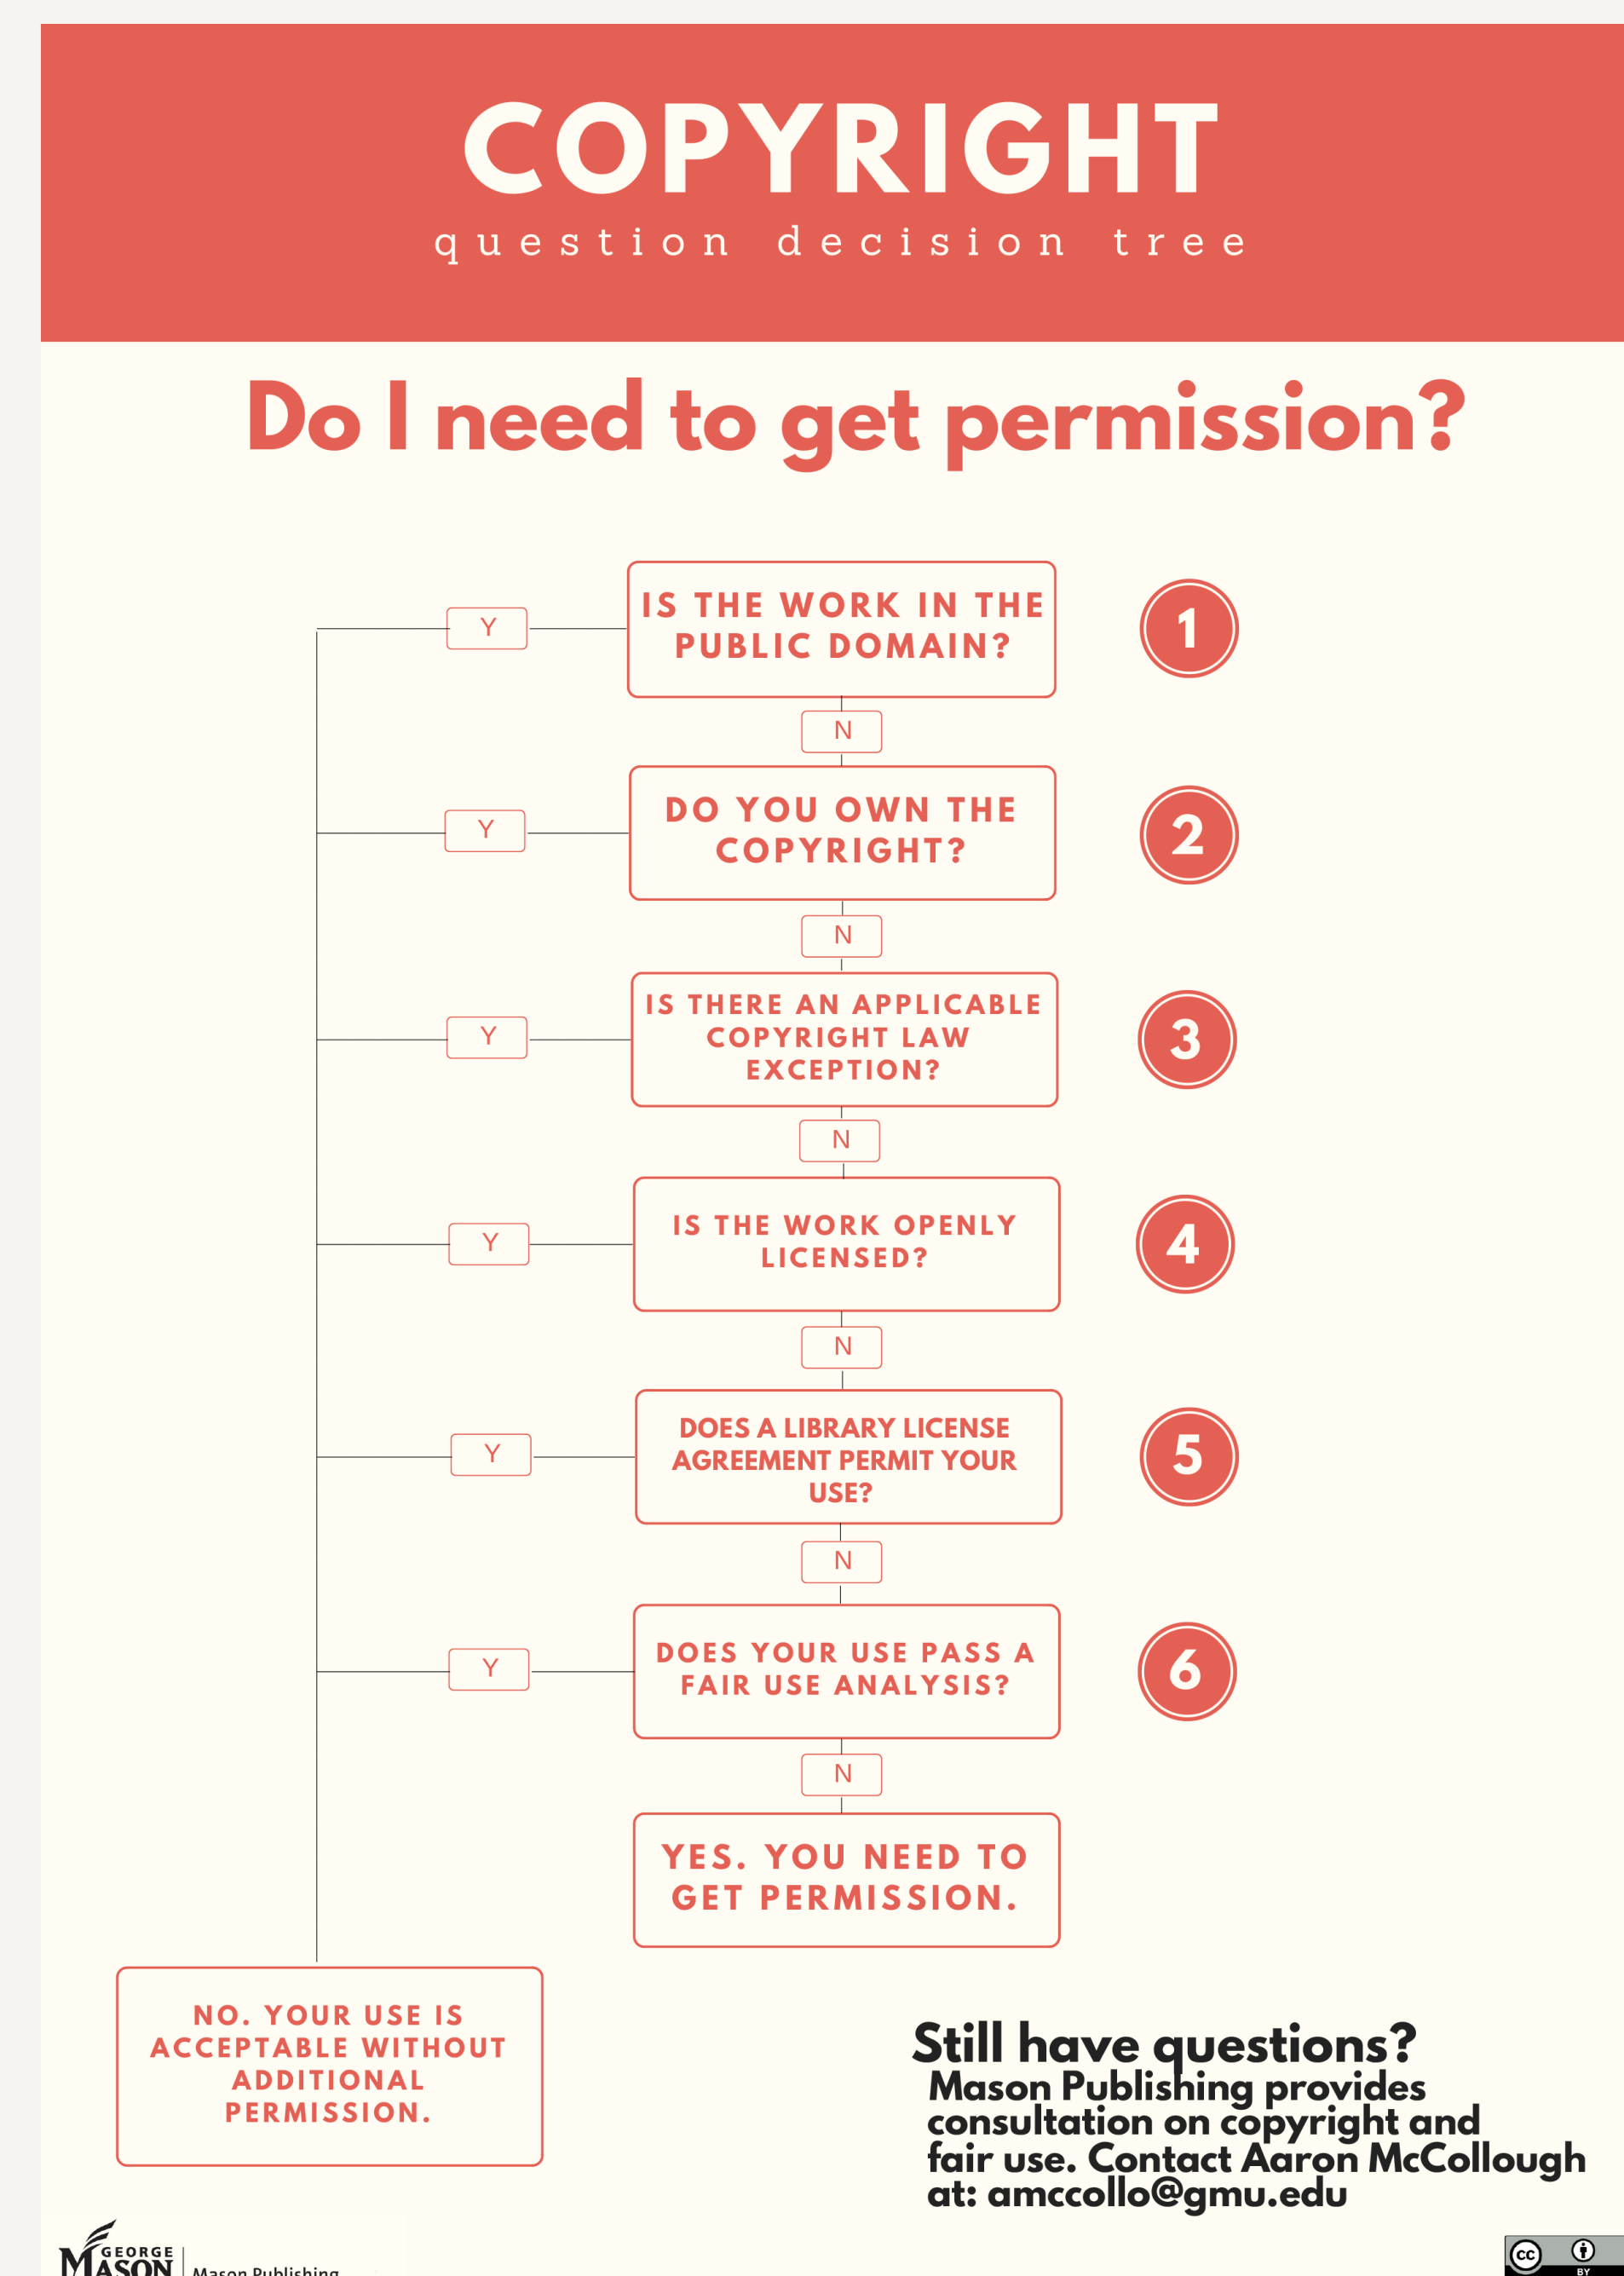 COPYRIGHT
question decision tree
Do I need to get permission?
IS THE WORK IN THE
PUBLIC DOMAIN?
1
Y
N
DO YOU OWN THE
COPYRIGHT?
2
Y
N
IS THERE AN APPLICABLE
COPYRIGHT LAW
EXCEPTION?
3
Y
N
IS THE WORK OPENLY
LICENSED?
4
Y
N
DOES A LIBRARY LICENSE
AGREEMENT PERMIT YOUR
USE?
5
Y
N
DOES YOUR USE PASS A
FAIR USE ANALYSIS?
6
Y
N
YES. YOU NEED TO
GET PERMISSION.
NO. YOUR USE IS
ACCEPTABLE WITHOUT
ADDITIONAL
PERMISSION.
Still have questions?
Mason Publishing provides
consultation on copyright and
fair use. Contact Aaron McCollough
at: amccollo@gmu.edu
GEORGE
MASON
Mason Publishing
cc
BY